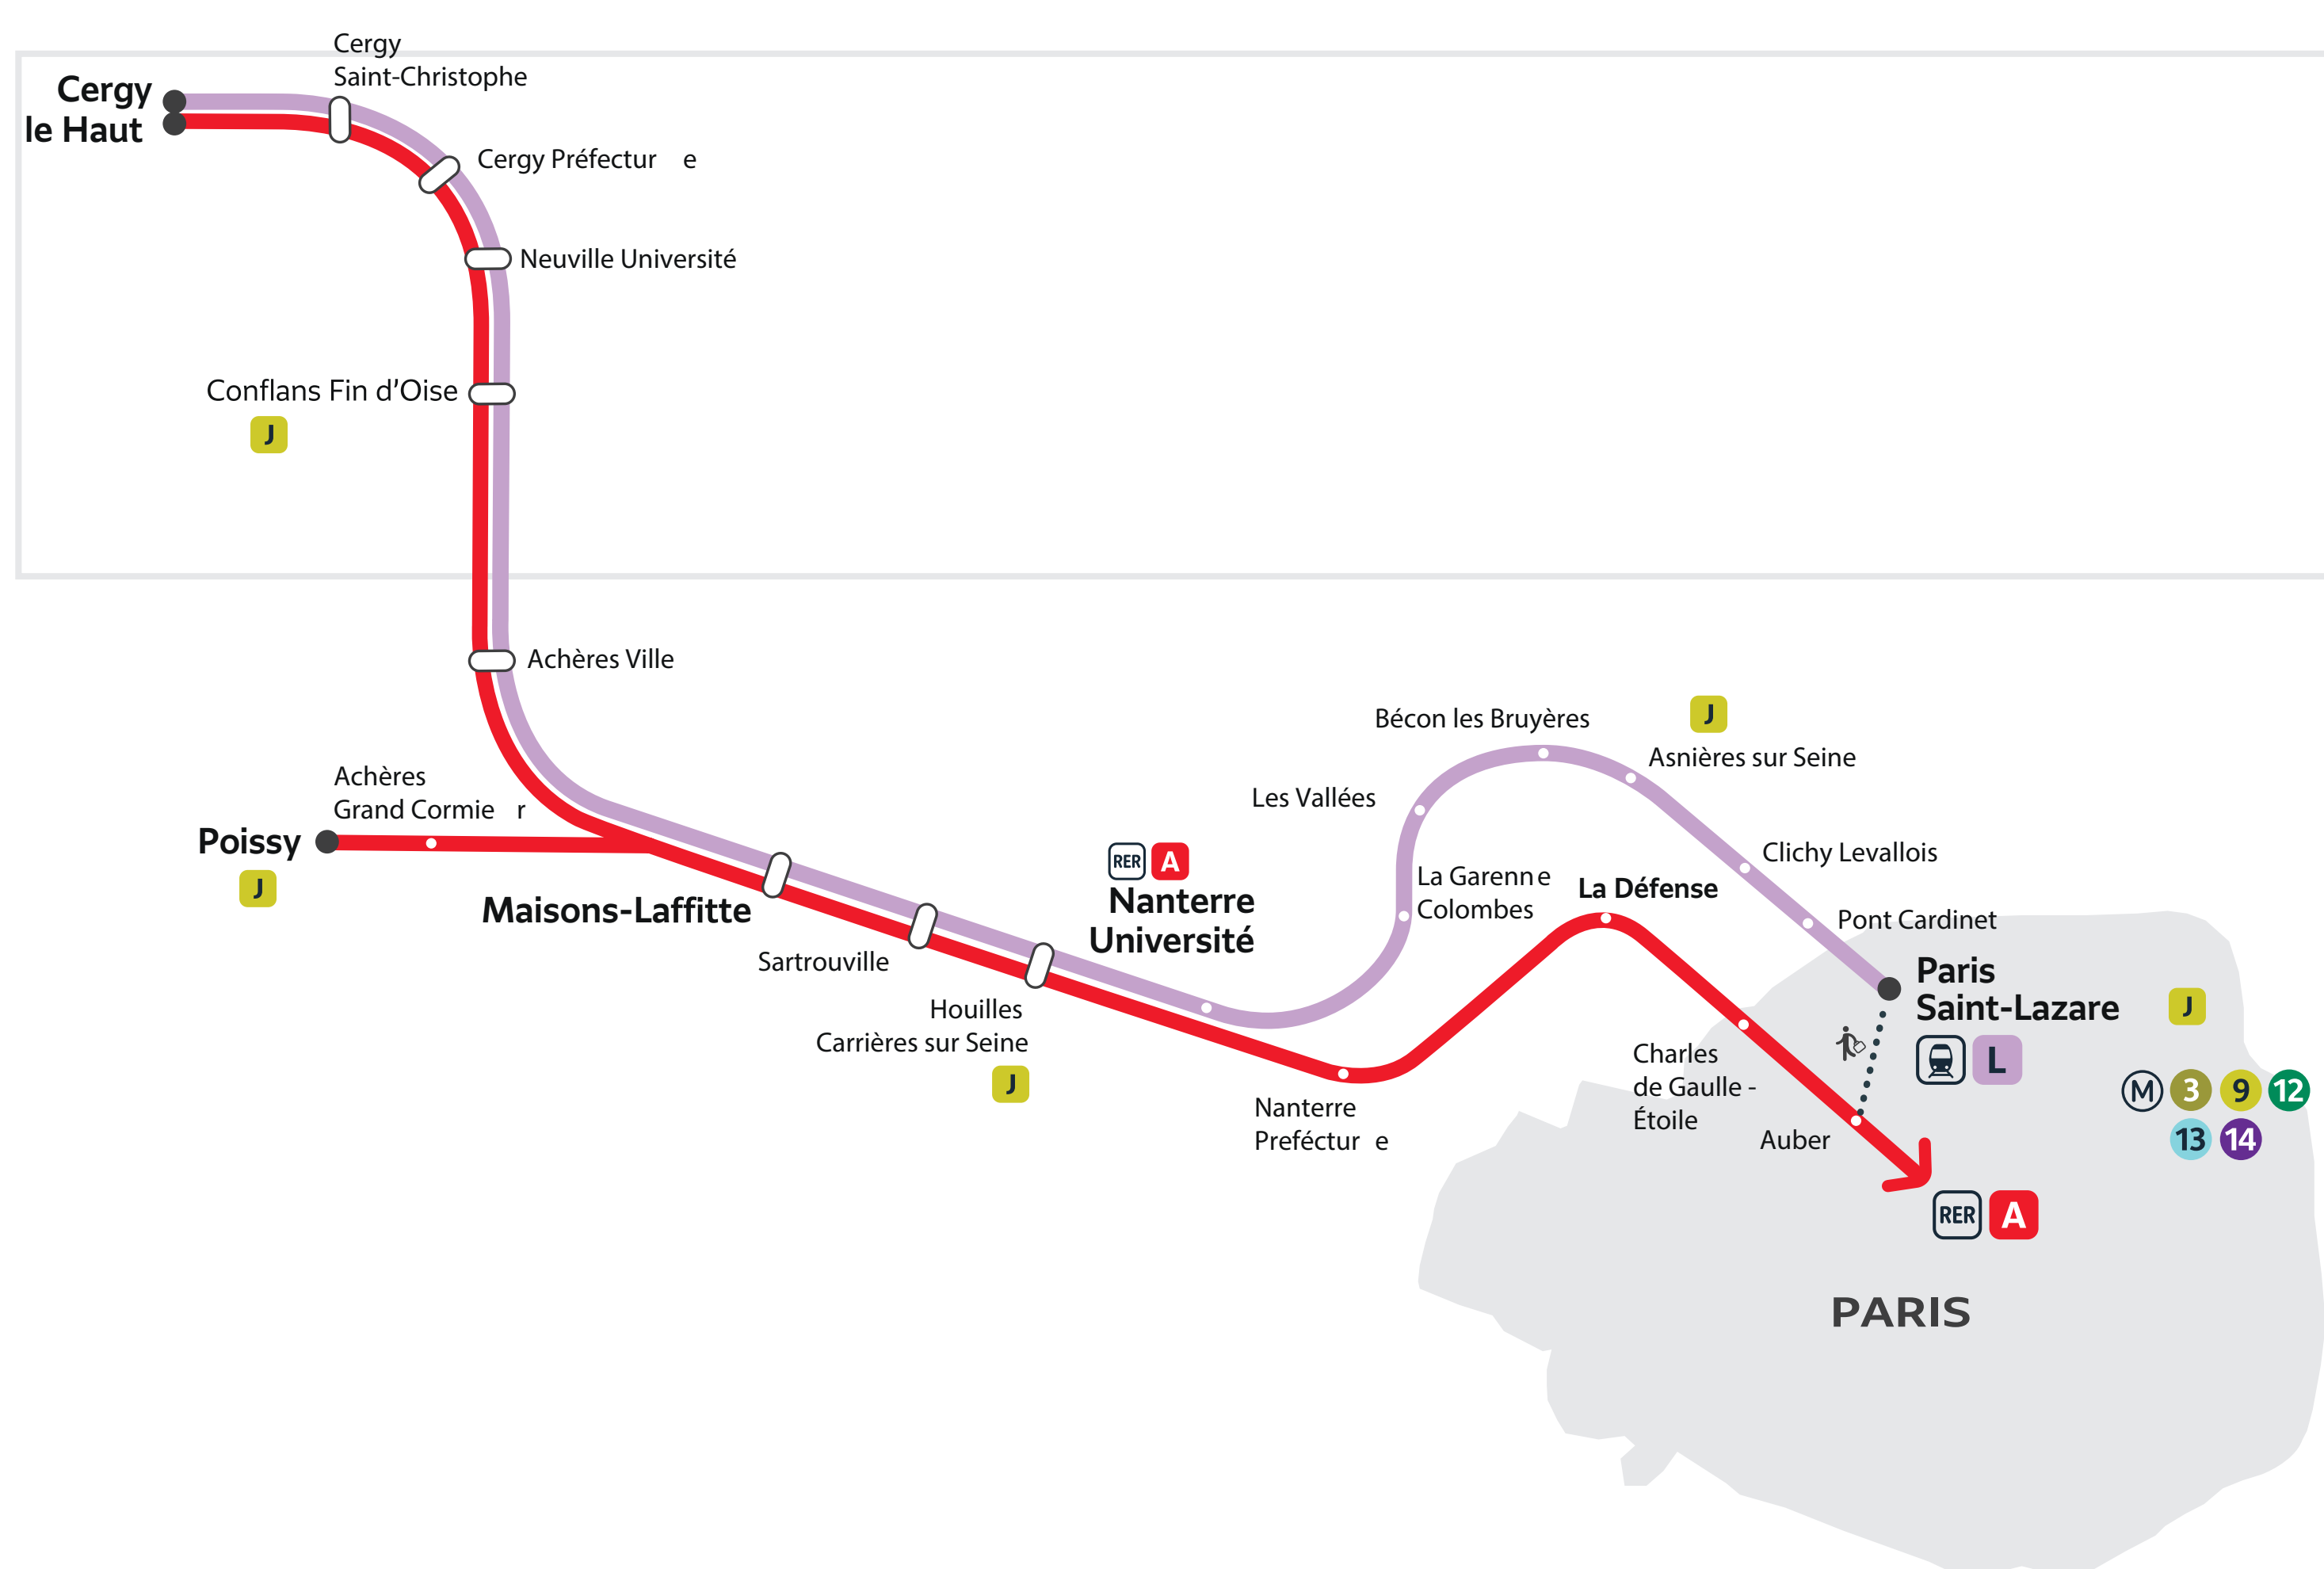 Cergy
Saint-Christophe
Cergy
le Haut
Cergy Préfectur e
Neuville Université
Conflans Fin d’Oise
J
Achères Ville
Achères
Grand Cormie r
Poissy
J
Maisons-Laffitte
Sartrouville
Houilles
Carrières sur Seine
J
RER A
Nanterre
Université
Nanterre
Preféctur e
La Garenn e
Colombes
Les Vallées
Bécon les Bruyères
J
Asnières sur Seine
Clichy Levallois
Pont Cardinet
La Défense
Charles
de Gaulle -
Étoile
Auber
Paris
Saint-Lazare
J
L
M 3 9 12
13 14
RER A
PARIS